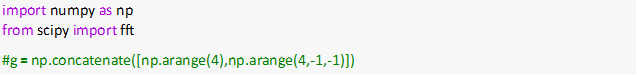 import numpy as np
from scipy import fft
#g = np.concatenate([np.arange(4),np.arange(4,-1,-1)])